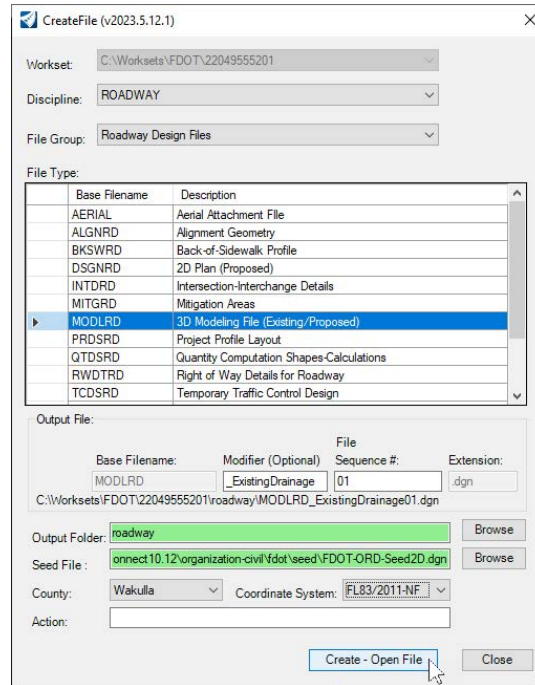 CreateFile (v2023.5.12.1)
Workset: C:\Worksets\FDOT\22049555201
Discipline: ROADWAY
File Group: Roadway Design Files
File Type:
Base Filename Description
AERIAL Aerial Attachment FIle
ALGNRD Alignment Geometry
BKSWRD Back-of-Sidewalk Profile
DSGNRD 2D Plan (Proposed)
INTDRD Intersection-Interchange Details
MITGRD Mitigation Areas
MODLRD 3D Modeling File (Existing/Proposed)
PRDSRD Project Profile Layout
QTDSRD Quantity Computation Shapes-Calculations
RWDTRD Right of Way Details for Roadway
TCDSRD Temporary Traffic Control Design
Output File:
File
Base Filename: Modifier (Optional) Sequence #: Extension:
MODLRD _ExistingDrainage 01 .dgn
C:\Worksets\FDOT\22049555201\roadway\MODLRD_ExistingDrainage01.dgn
Output Folder: roadway Browse
Seed File : onnect10.12\organization-civil\fdot\seed\FDOT-ORD-Seed2D.dgn Browse
County: Wakulla Coordinate System: FL83/2011-NF
Action:
Create - Open File Close